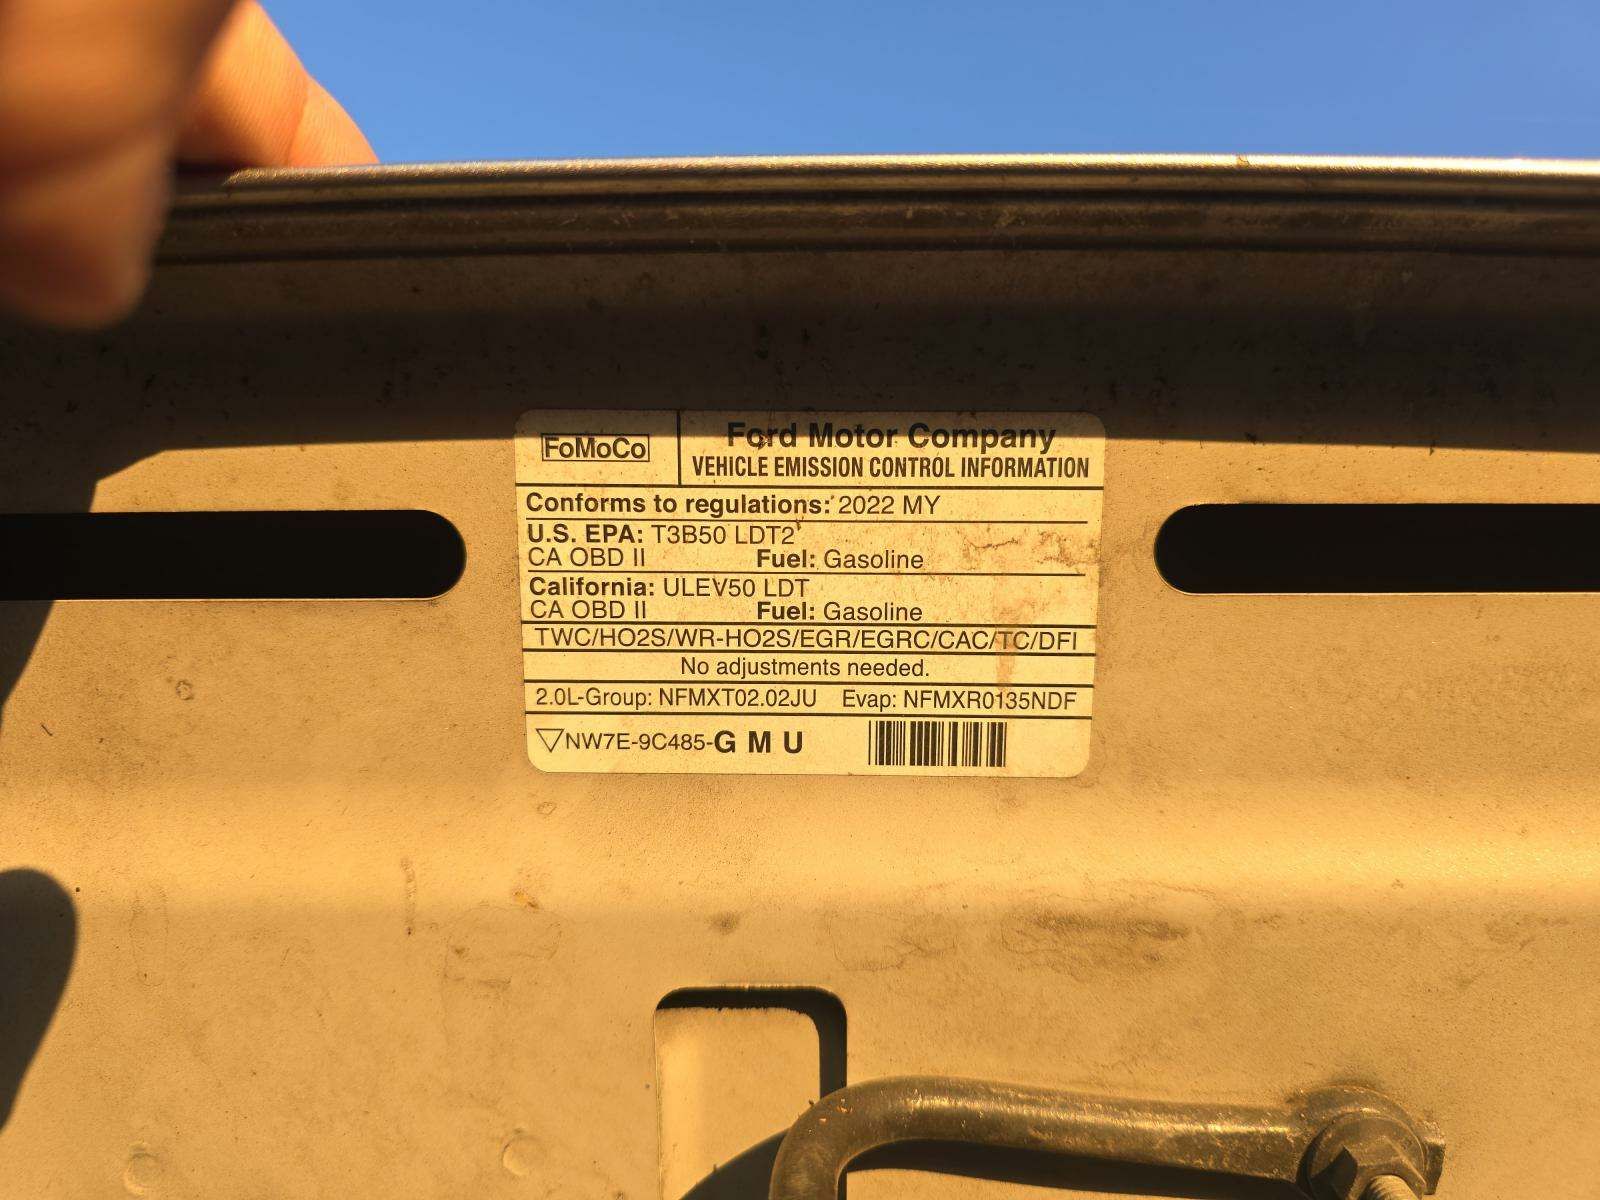 FoMoCo
Ford Motor Company
VEHICLE EMISSION CONTROL INFORMATION
Conforms to regulations: 2022 MY
U.S. EPA: T3B50 LDT2
CA OBD II Fuel: Gasoline
California: ULEV50 LDT
CA OBD II Fuel: Gasoline
TWC/HO2S/WR-HO2S/EGR/EGRC/CAC/TC/DFI
No adjustments needed.
2.0L-Group: NFMXT02.02JU Evap: NFMXR0135NDF
NW7E-9C485-G M U